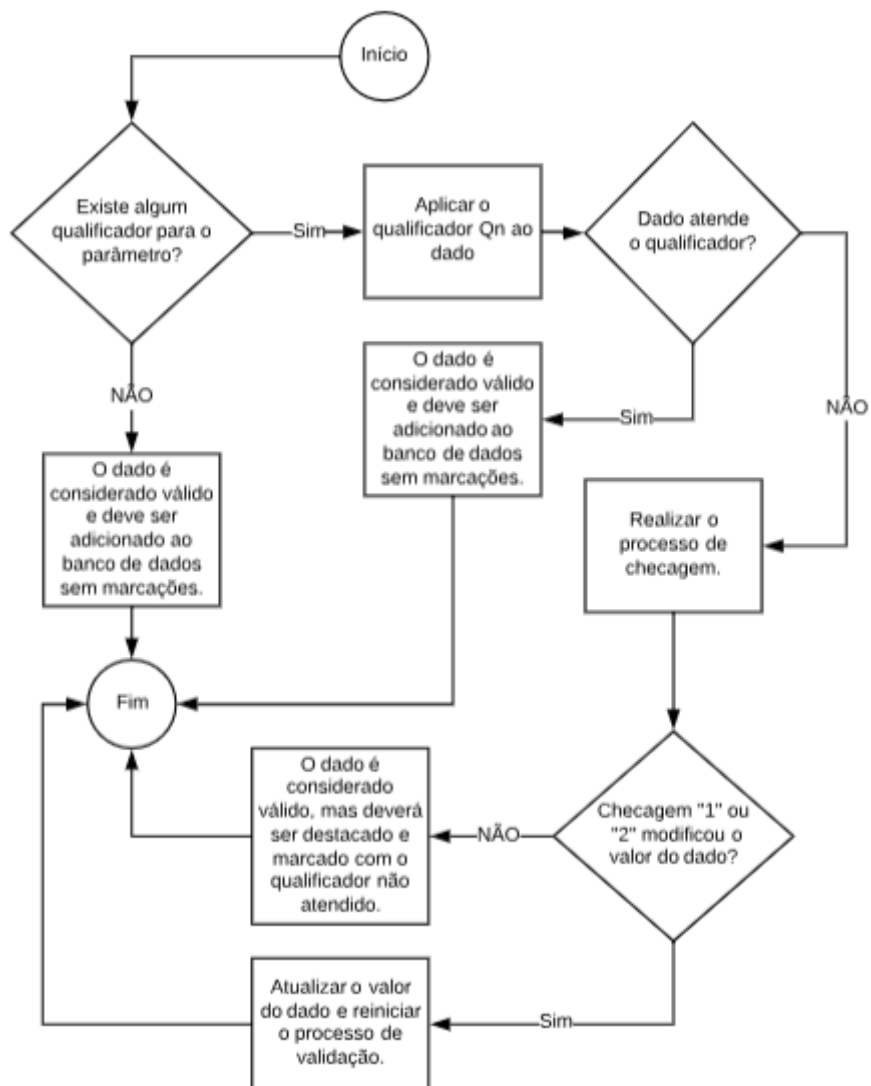 Início
Existe algum
qualificador para o
parâmetro?
Sim
Aplicar o
qualificador Qn ao
dado
Dado atende
o qualificador?
NÃO
O dado é
considerado válido
e deve ser
adicionado ao
banco de dados
sem marcações.
Sim
NÃO
O dado é
considerado válido
e deve ser
adicionado ao
banco de dados
sem marcações.
Realizar o
processo de
checagem.
Fim
O dado é
considerado
válido, mas deverá
ser destacado e
marcado com o
qualificador não
atendido.
NÃO
Checagem "1" ou
"2" modificou o
valor do dado?
Atualizar o valor
do dado e reiniciar
o processo de
validação.
Sim